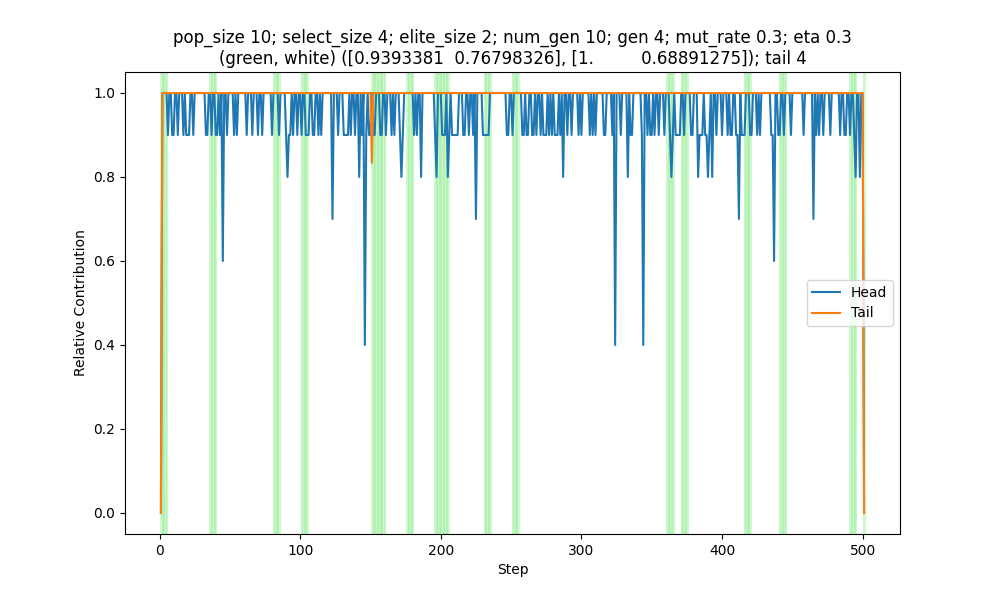 pop_size 10; select_size 4; elite_size 2; num_gen 10; gen 4; mut_rate 0.3; eta 0.3
(green, white) ([0.9393381  0.76798326], [1.         0.68891275]); tail 4
1.0
0.8
0.6
0.4
0.2
0.0
Relative Contribution
Head
Tail
0
100
200
300
400
500
Step